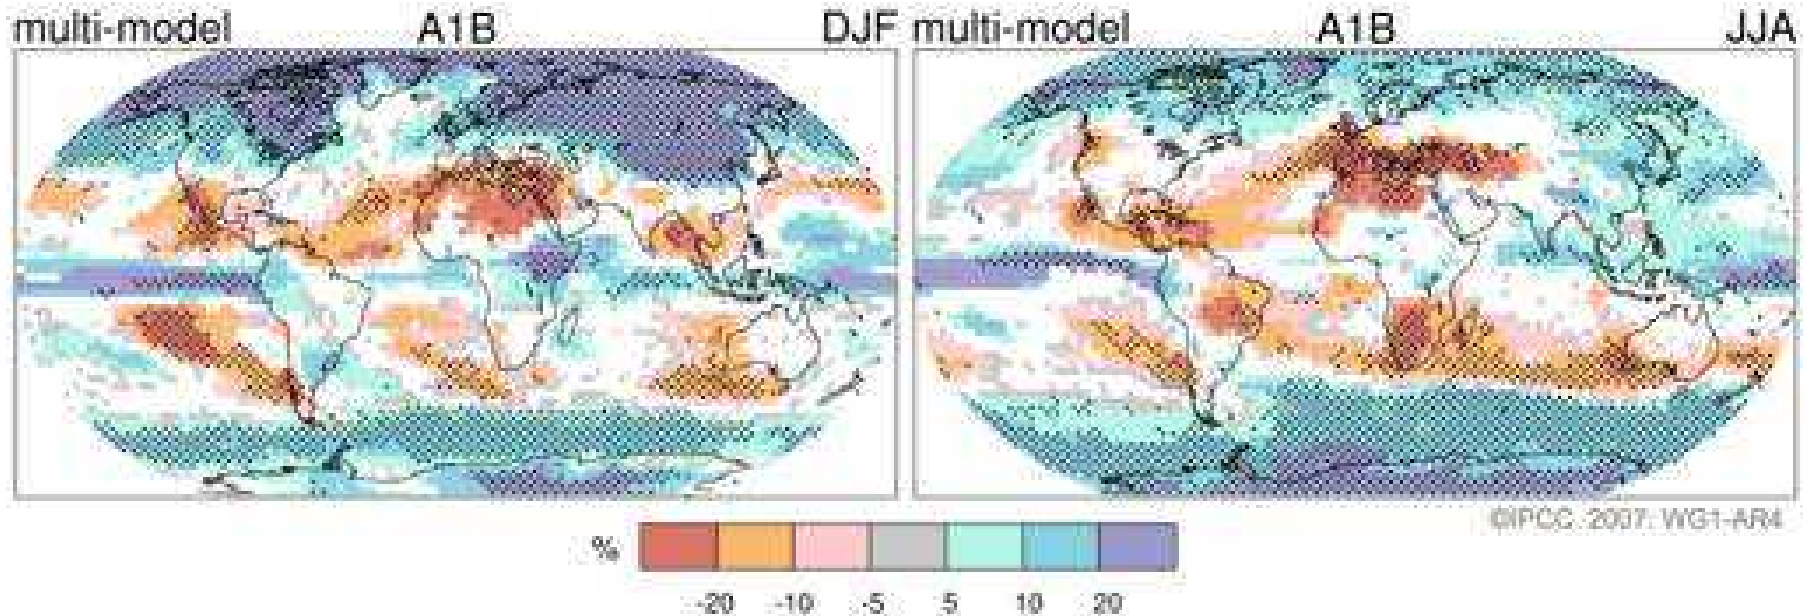 multi-model A1B DJF
multi-model A1B JJA
©IPCC 2007: WG1-AR4
%
-20 -10 -5 5 10 20